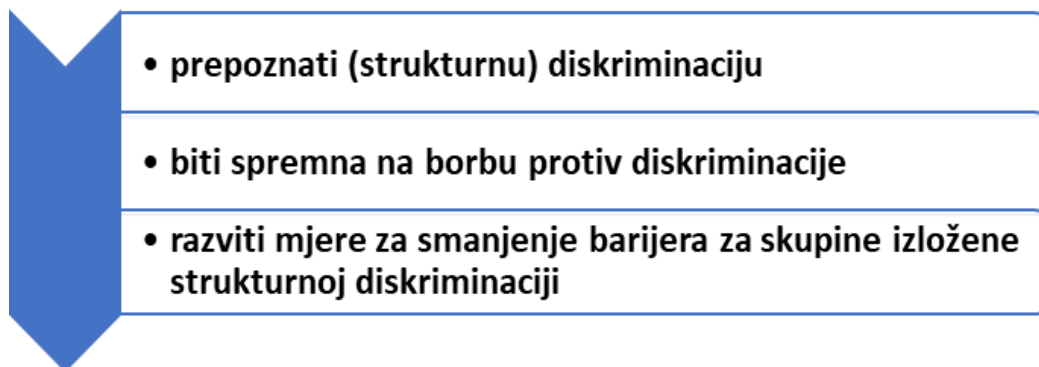 • prepoznati (strukturnu) diskriminaciju
• biti spremna na borbu protiv diskriminacije
• razviti mjere za smanjenje barijera za skupine izložene
strukturnoj diskriminaciji